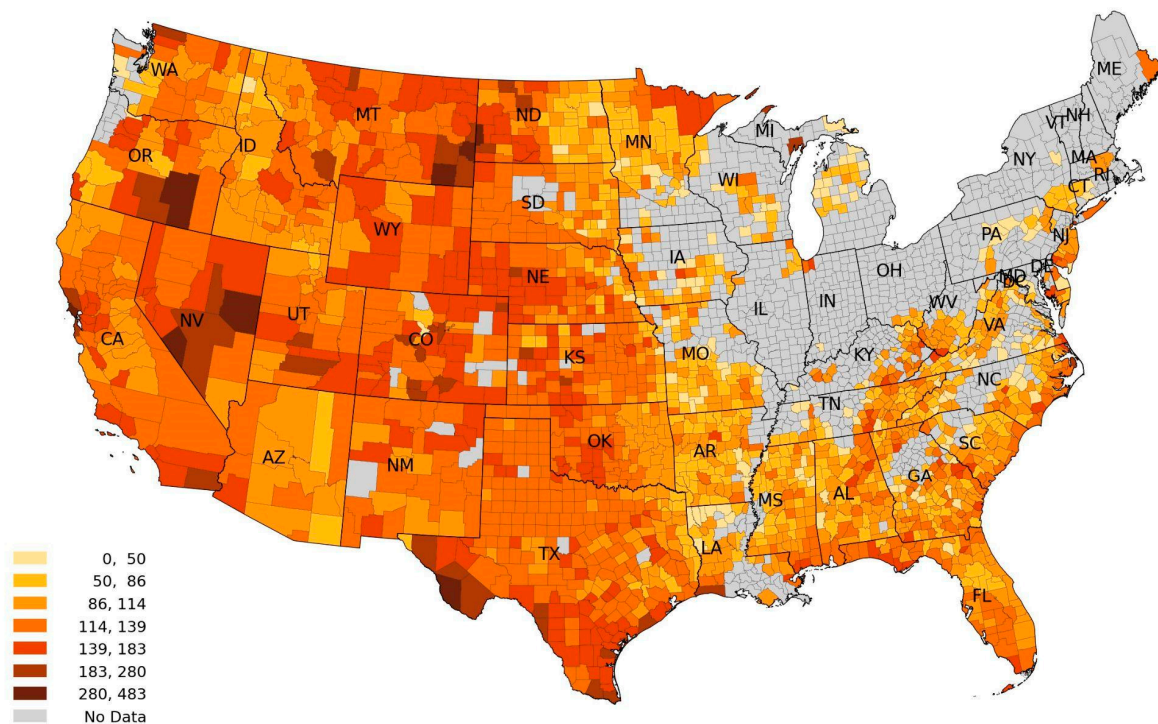 ME
WA
MT
ND
VT
NH
MN
MI
OR
ID
MA
NY
WI
RI
CT
SD
WY
PA
NJ
IA
NE
OH
DE
MD
DC
IL
IN
NV
UT
WV
CO
VA
CA
KS
MO
KY
NC
TN
OK
AZ
AR
SC
NM
GA
MS
AL
TX
LA
FL
0, 50
50, 86
86, 114
114, 139
139, 183
183, 280
280, 483
No Data